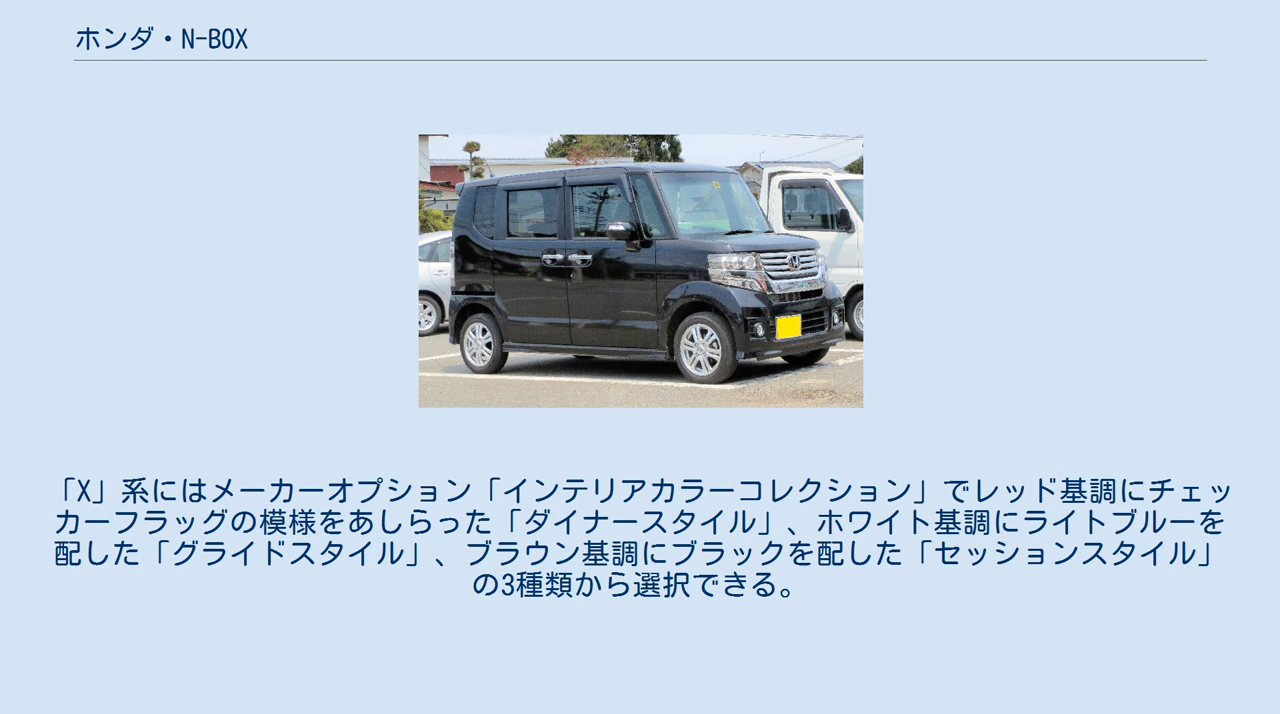 ホンダ・N-BOX
「X」系にはメーカーオプション「インテリアカラーコレクション」でレッド基調にチェッ
カーフラッグの模様をあしらった「ダイナースタイル」、ホワイト基調にライトブルーを
配した「グライドスタイル」、ブラウン基調にブラックを配した「セッションスタイル」
の3種類から選択できる。